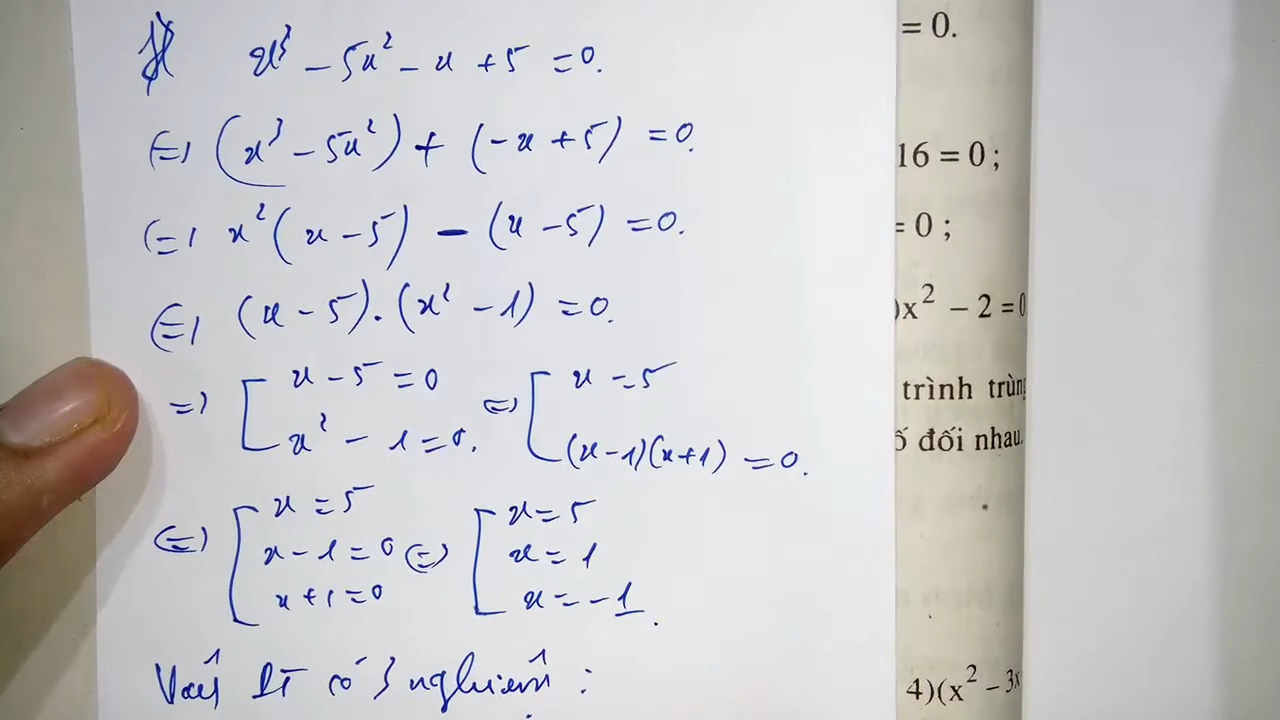 x³ – 5x² – x + 5 = 0.
⇔ (x³ – 5x²) + (–x + 5) = 0.
⇔ x² (x – 5) – (x – 5) = 0.
⇔ (x – 5) . (x² – 1) = 0.
⇒ [ x – 5 = 0 ⇔ [ x = 5
x² – 1 = 0. (x – 1)(x + 1) = 0.
⇔ [ x = 5 [ x = 5
x – 1 = 0 ⇔ x = 1
x + 1 = 0 x = –1.
Vậy PT có 3 nghiệm :
= 0.
16 = 0 ;
= 0 ;
)x² – 2 = 0
trình trùng
ố đối nhau.
4)(x² – 3x